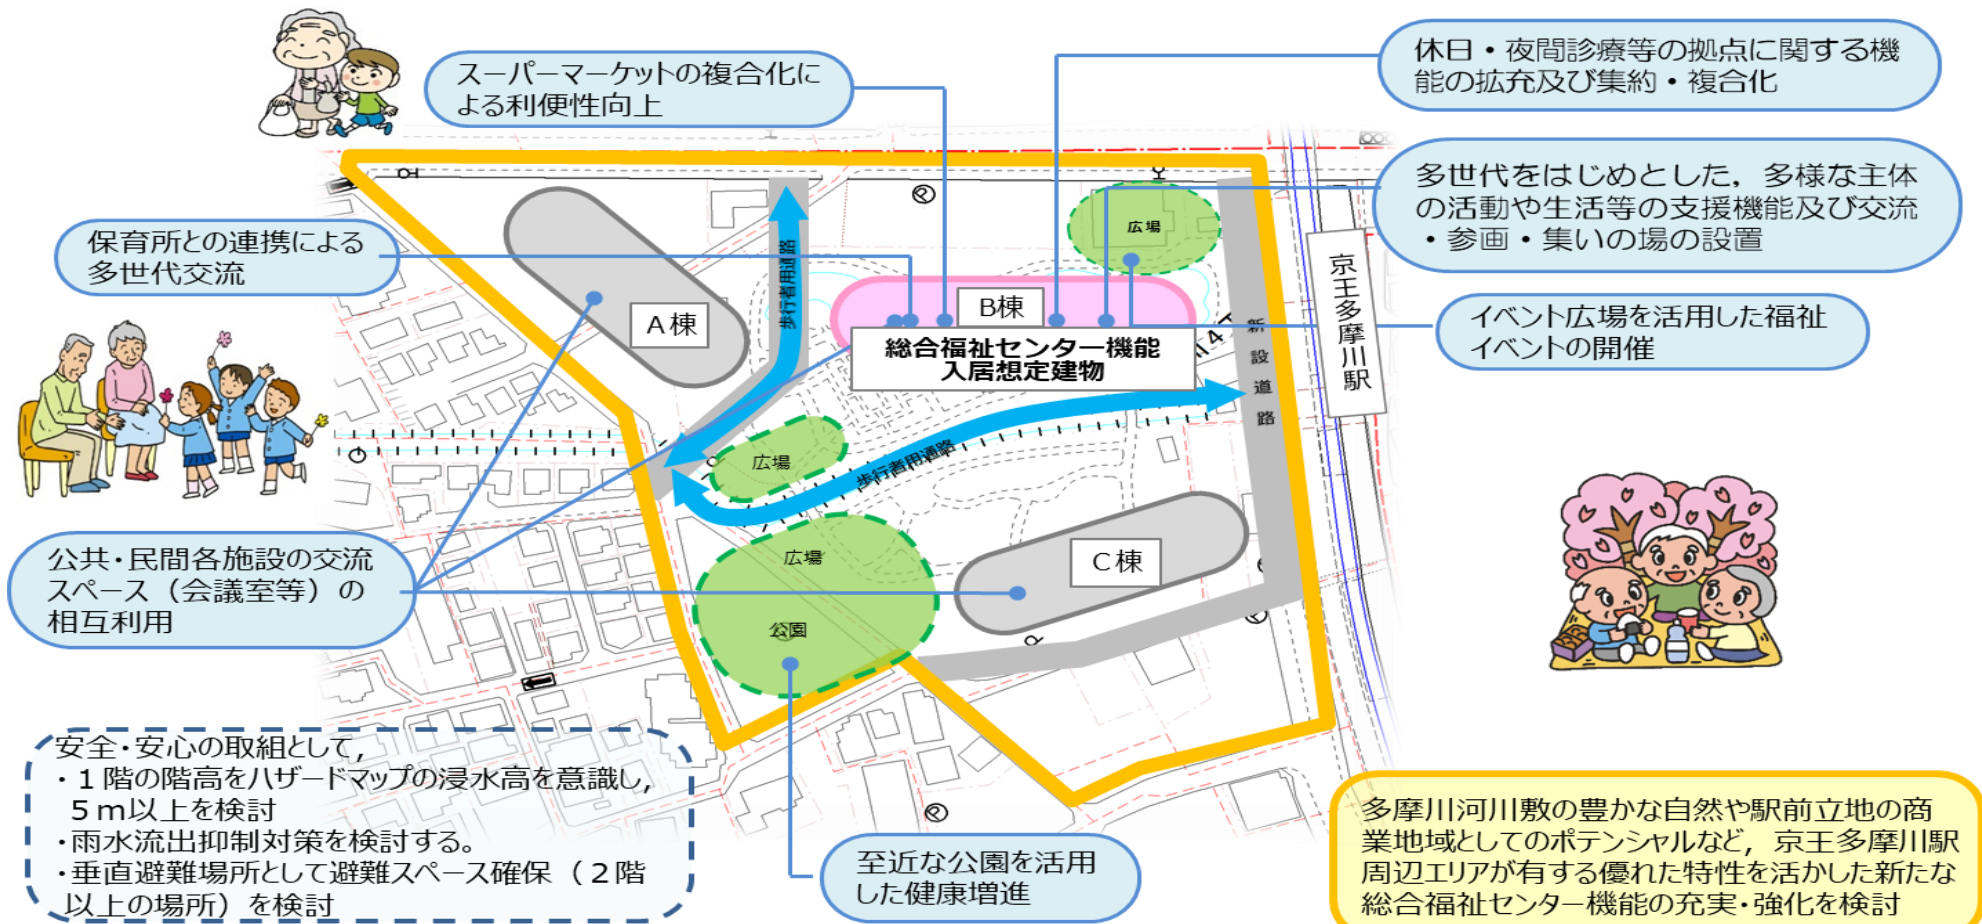 スーパーマーケットの複合化に
よる利便性向上
休日・夜間診療等の拠点に関する機
能の拡充及び集約・複合化
多世代をはじめとした，多様な主体
の活動や生活等の支援機能及び交流
・参画・集いの場の設置
保育所との連携による
多世代交流
広場
歩行者用通路
A棟
B棟
総合福祉センター機能
入居想定建物
新設道路
京王多摩川駅
イベント広場を活用した福祉
イベントの開催
広場
歩行者用通路
公共・民間各施設の交流
スペース（会議室等）の
相互利用
広場
公園
C棟
安全・安心の取組として，
・１階の階高をハザードマップの浸水高を意識し，
５ｍ以上を検討
・雨水流出抑制対策を検討する。
・垂直避難場所として避難スペース確保（２階
以上の場所）を検討
至近な公園を活用
した健康増進
多摩川河川敷の豊かな自然や駅前立地の商
業地域としてのポテンシャルなど，京王多摩川駅
周辺エリアが有する優れた特性を活かした新たな
総合福祉センター機能の充実・強化を検討